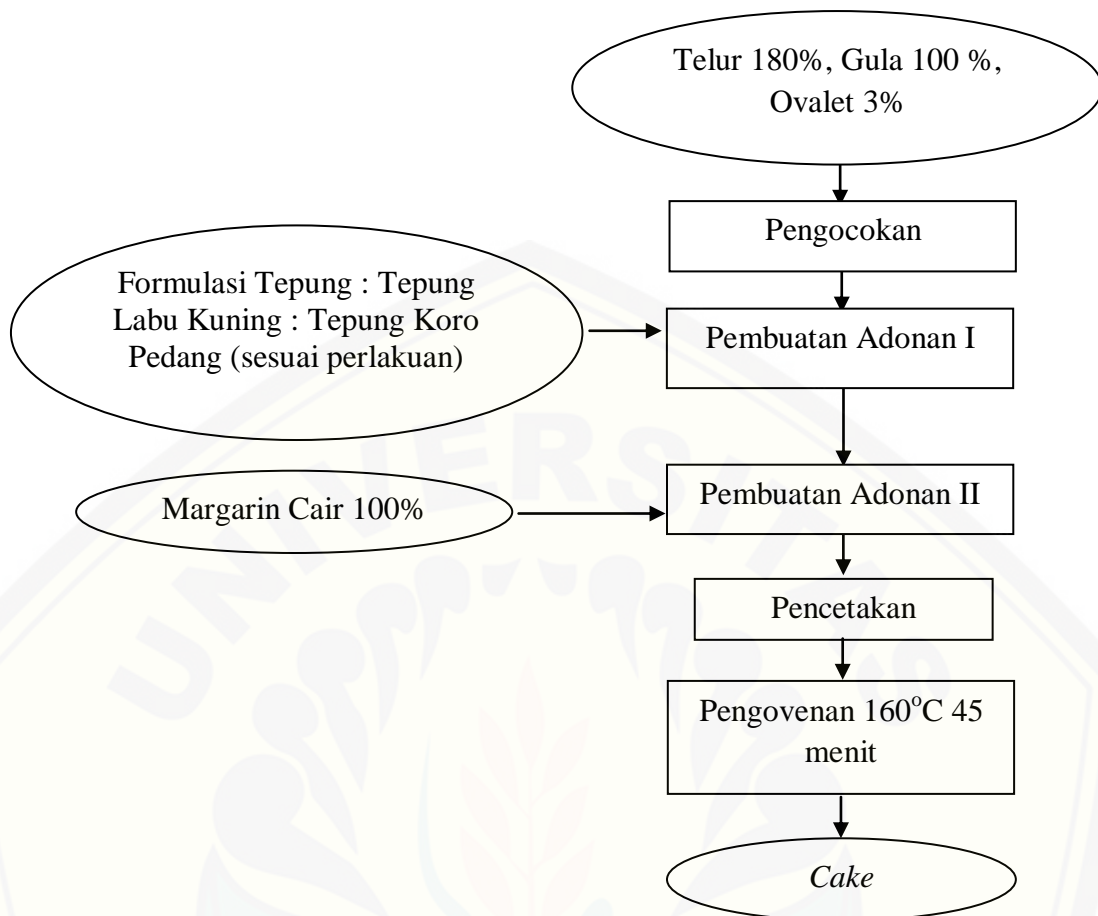 Telur 180%, Gula 100 %,
Ovalet 3%
Pengocokan
Formulasi Tepung : Tepung
Labu Kuning : Tepung Koro
Pedang (sesuai perlakuan)
Pembuatan Adonan I
Margarin Cair 100%
Pembuatan Adonan II
Pencetakan
Pengovenan 160°C 45
menit
Cake
UNIVERSITAS